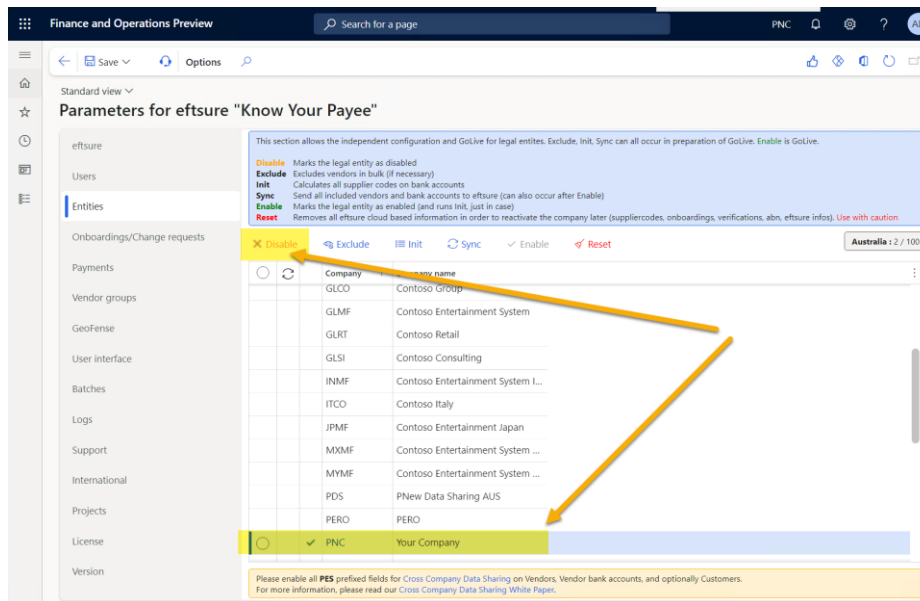 Finance and Operations Preview
Search for a page
PNC
?
Save
Options
Standard view
Parameters for eftsure "Know Your Payee"
eftsure
Users
Entities
Onboardings/Change requests
Payments
Vendor groups
GeoFense
User interface
Batches
Logs
Support
International
Projects
License
Version
This section allows the independent configuration and GoLive for legal entites. Exclude, Init, Sync can all occur in preparation of GoLive. Enable is GoLive.
Disable Marks the legal entity as disabled
Exclude Excludes vendors in bulk (if necessary)
Init Calculates all supplier codes on bank accounts
Sync Send all included vendors and bank accounts to eftsure (can also occur after Enable)
Enable Marks the legal entity as enabled (and runs Init, just in case)
Reset Removes all eftsure cloud based information in order to reactivate the company later (suppliercodes, onboardings, verifications, abn, eftsure infos). Use with caution
Disable Exclude Init Sync Enable Reset
Australia : 2 / 100
Company name
GLCO Contoso Group
GLMF Contoso Entertainment System
GLRT Contoso Retail
GLSI Contoso Consulting
INMF Contoso Entertainment System I...
ITCO Contoso Italy
JPMF Contoso Entertainment Japan
MXMF Contoso Entertainment System ...
MYMF Contoso Entertainment System ...
PDS PNew Data Sharing AUS
PERO PERO
PNC Your Company
Please enable all PES prefixed fields for Cross Company Data Sharing on Vendors, Vendor bank accounts, and optionally Customers.
For more information, please read our Cross Company Data Sharing White Paper.